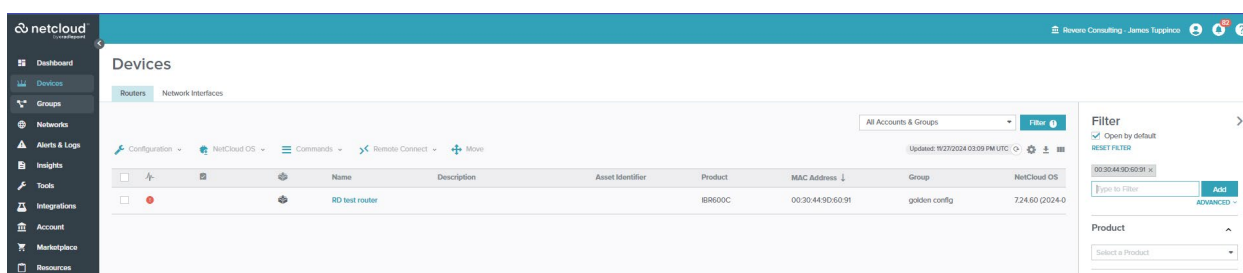 netcloud
by cradlepoint
Revero Consulting - James Tuppince
82
Dashboard
Devices
Groups
Networks
Alerts & Logs
Insights
Tools
Integrations
Account
Marketplace
Resources
Devices
Routers Network Interfaces
All Accounts & Groups Filter 1
Configuration NetCloud OS Commands Remote Connect Move
Updated: 11/27/2024 03:09 PM UTC
Name Description Asset Identifier Product MAC Address ↓ Group NetCloud OS
RD test router IBR600C 00:30:44:9D:60:91 golden config 7.24.60 (2024-0
Filter
Open by default
RESET FILTER
00:30:44:9D:60:91 ×
Type to Filter Add
ADVANCED
Product
Select a Product